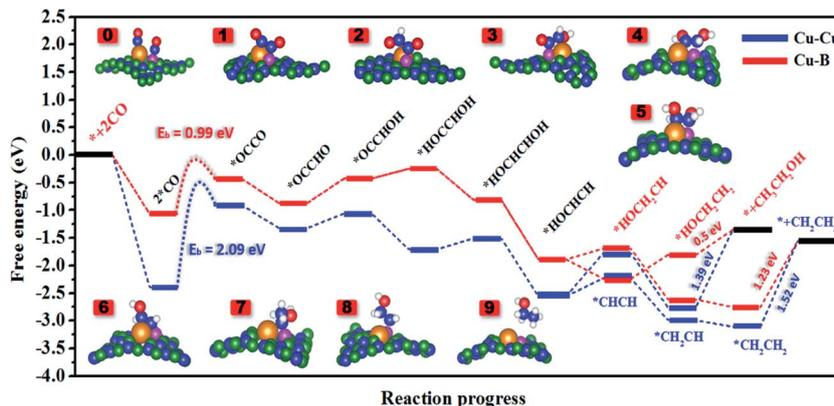 2.5
2.0
1.5
1.0
0.5
0.0
-0.5
-1.0
-1.5
-2.0
-2.5
-3.0
-3.5
-4.0
Free energy (eV)
Reaction progress
0
1
2
3
4
5
6
7
8
9
Cu-Cu
Cu-B
*+2CO
2*CO
E_b = 0.99 eV
E_b = 2.09 eV
*OCCO
*OCCHO
*OCCHOH
*HOCCHOH
*HOCHCHOH
*HOCHCH
*HOCH₂CH
*HOCH₂CH₂
*+CH₃CH₂OH
*+CH₂CH₂
*CHCH
*CH₂CH
*CH₂CH₂
0.5 eV
1.39 eV
1.23 eV
1.52 eV